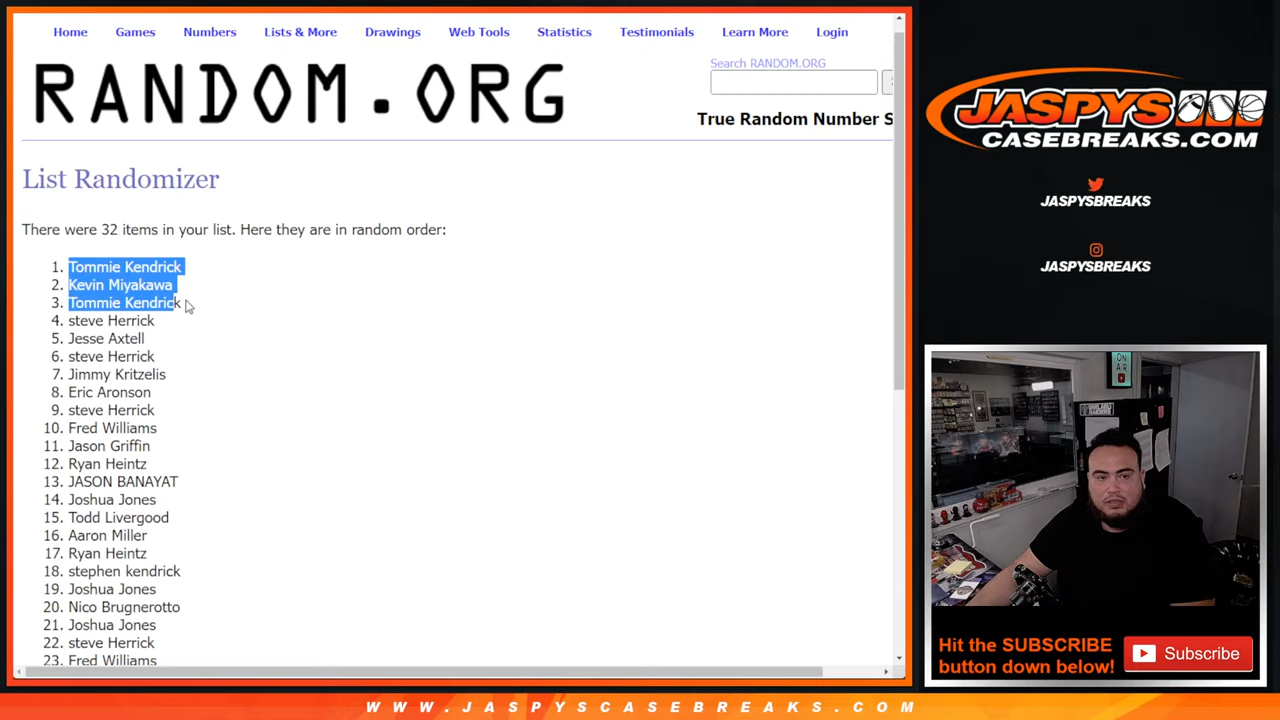 Home Games Numbers Lists & More Drawings Web Tools Statistics Testimonials Learn More Login
Search RANDOM.ORG
RANDOM.ORG
True Random Number S
List Randomizer
There were 32 items in your list. Here they are in random order:
1. Tommie Kendrick
2. Kevin Miyakawa
3. Tommie Kendrick
4. steve Herrick
5. Jesse Axtell
6. steve Herrick
7. Jimmy Kritzelis
8. Eric Aronson
9. steve Herrick
10. Fred Williams
11. Jason Griffin
12. Ryan Heintz
13. JASON BANAYAT
14. Joshua Jones
15. Todd Livergood
16. Aaron Miller
17. Ryan Heintz
18. stephen kendrick
19. Joshua Jones
20. Nico Brugnerotto
21. Joshua Jones
22. steve Herrick
23. Fred Williams
JASPYS
CASEBREAKS.COM
JASPYSBREAKS
JASPYSBREAKS
ON
AIR
OAKLAND
RAIDERS
Hit the SUBSCRIBE
button down below!
Subscribe
WWW.JASPYSCASEBREAKS.COM